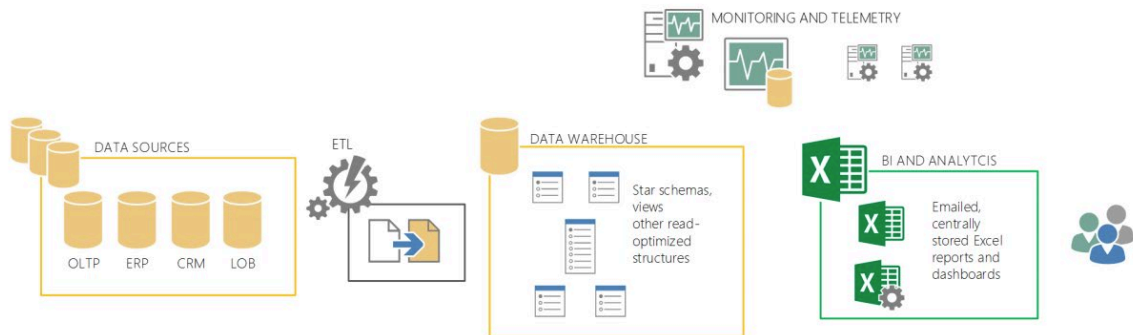 MONITORING AND TELEMETRY
DATA SOURCES
OLTP
ERP
CRM
LOB
ETL
DATA WAREHOUSE
Star schemas,
views
other read-
optimized
structures
BI AND ANALYTCIS
Emailed,
centrally
stored Excel
reports and
dashboards